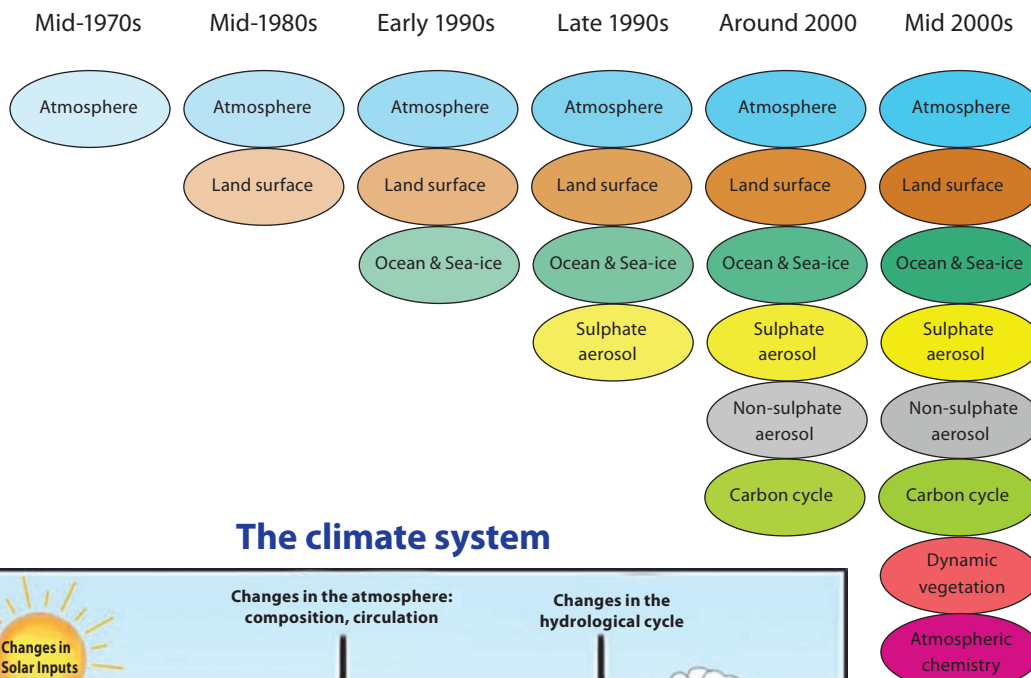 Mid-1970s Mid-1980s Early 1990s Late 1990s Around 2000 Mid 2000s
Atmosphere Atmosphere Atmosphere Atmosphere Atmosphere Atmosphere
Land surface Land surface Land surface Land surface Land surface
Ocean & Sea-ice Ocean & Sea-ice Ocean & Sea-ice Ocean & Sea-ice
Sulphate Sulphate Sulphate
aerosol aerosol aerosol
Non-sulphate Non-sulphate
aerosol aerosol
Carbon cycle Carbon cycle
Dynamic
vegetation
Atmospheric
chemistry
The climate system
Changes in
Solar Inputs
Changes in the atmosphere:
composition, circulation
Changes in the
hydrological cycle